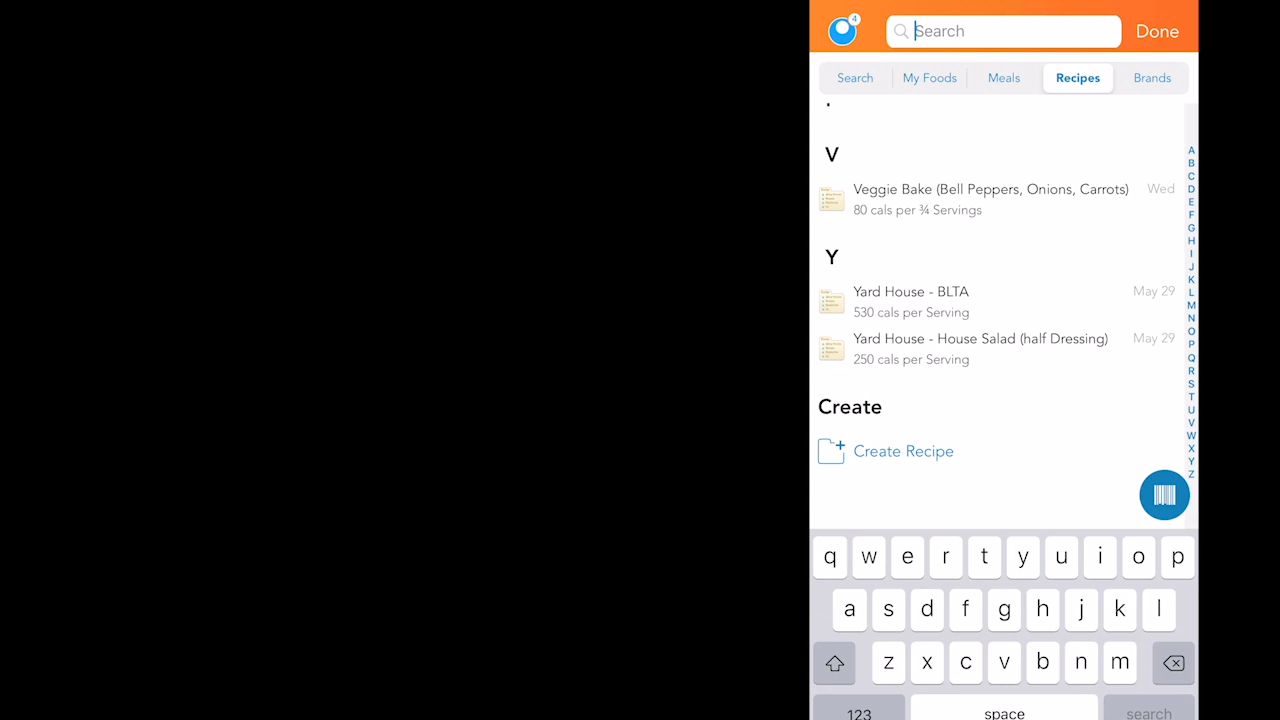 4
Search
Done
Search
My Foods
Meals
Recipes
Brands
V
Veggie Bake (Bell Peppers, Onions, Carrots)
Wed
80 cals per ¾ Servings
Y
Yard House - BLTA
May 29
530 cals per Serving
Yard House - House Salad (half Dressing)
May 29
250 cals per Serving
Create
Create Recipe
A
B
C
D
E
F
G
H
I
J
K
L
M
N
O
P
Q
R
S
T
U
V
W
X
Y
Z
q w e r t y u i o p
a s d f g h j k l
z x c v b n m
123
space
search